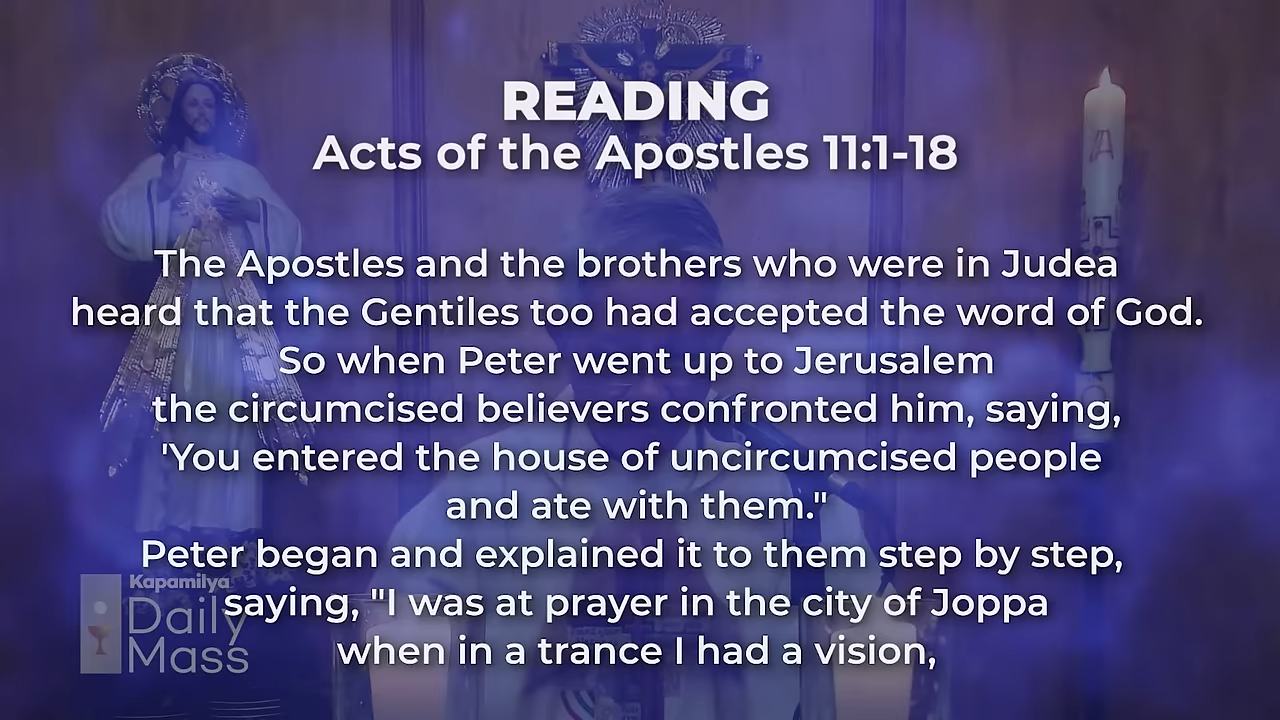 READING
Acts of the Apostles 11:1-18
The Apostles and the brothers who were in Judea
heard that the Gentiles too had accepted the word of God.
So when Peter went up to Jerusalem
the circumcised believers confronted him, saying,
'You entered the house of uncircumcised people
and ate with them."
Peter began and explained it to them step by step,
saying, "I was at prayer in the city of Joppa
when in a trance I had a vision,
Kapamilya
Daily
Mass